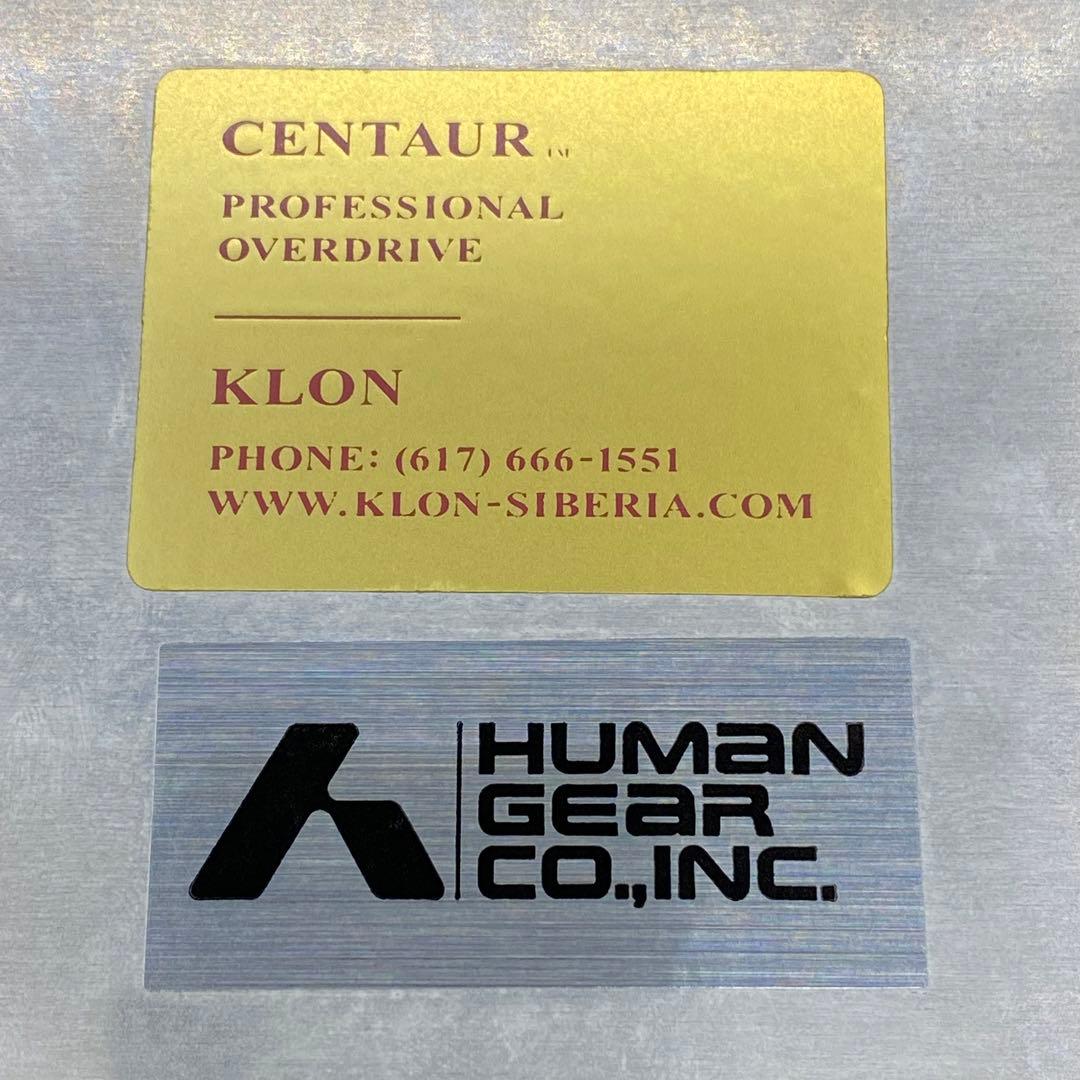 CENTAUR ™
PROFESSIONAL
OVERDRIVE
KLON
PHONE: (617) 666-1551
WWW.KLON-SIBERIA.COM
HUMAN
GEAR
CO.,INC.